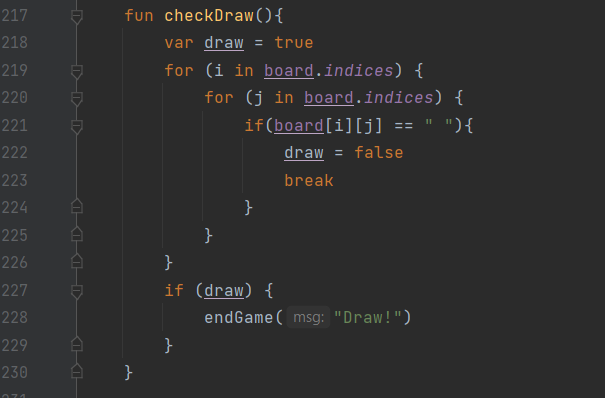 217 fun checkDraw(){
218 var draw = true
219 for (i in board.indices) {
220 for (j in board.indices) {
221 if(board[i][j] == " "){
222 draw = false
223 break
224 }
225 }
226 }
227 if (draw) {
228 endGame( msg: "Draw!")
229 }
230 }